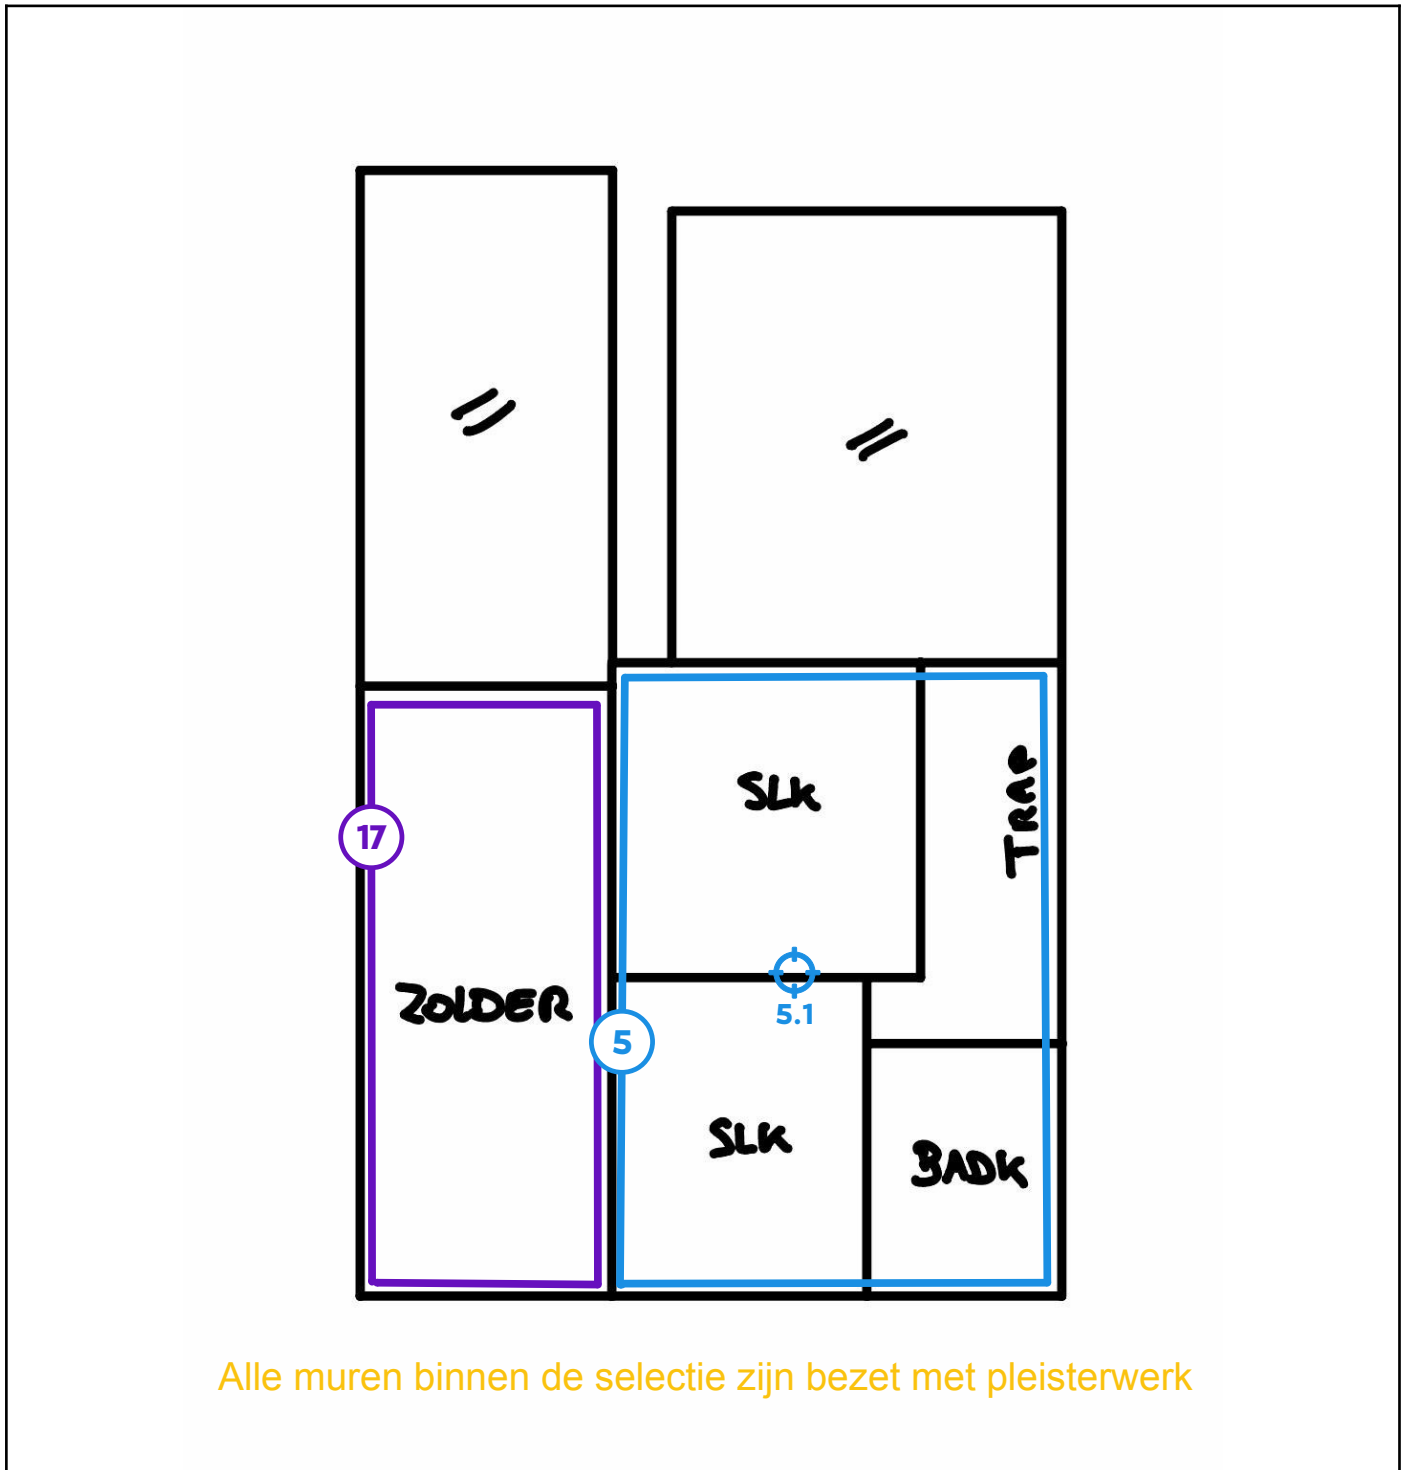 SLK
TRAP
17
ZOLDER
5.1
5
SLK
BADK
Alle muren binnen de selectie zijn bezet met pleisterwerk